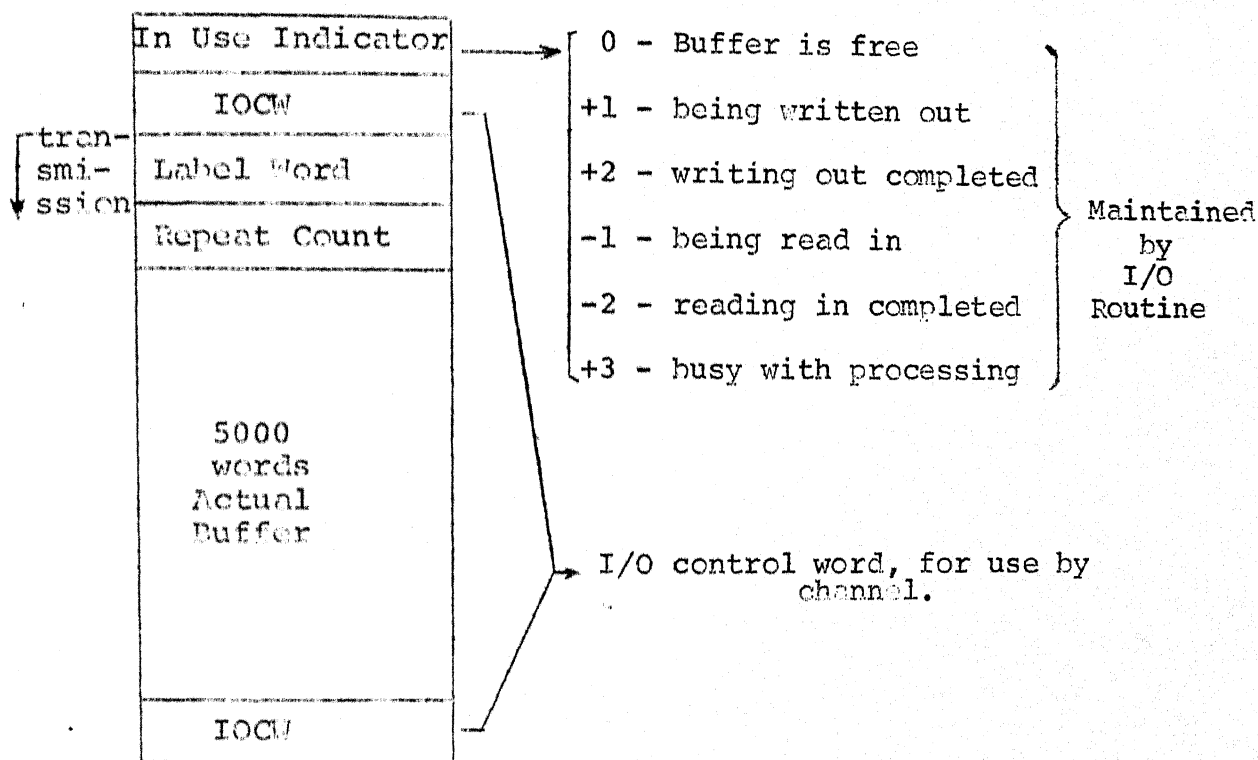 In Use Indicator
IOCW
tran-
smi-
ssion
Label Word
Repeat Count
5000
words
Actual
Buffer
IOCW
0 - Buffer is free
+1 - being written out
+2 - writing out completed
-1 - being read in
-2 - reading in completed
+3 - busy with processing
Maintained
by
I/O
Routine
I/O control word, for use by
channel.